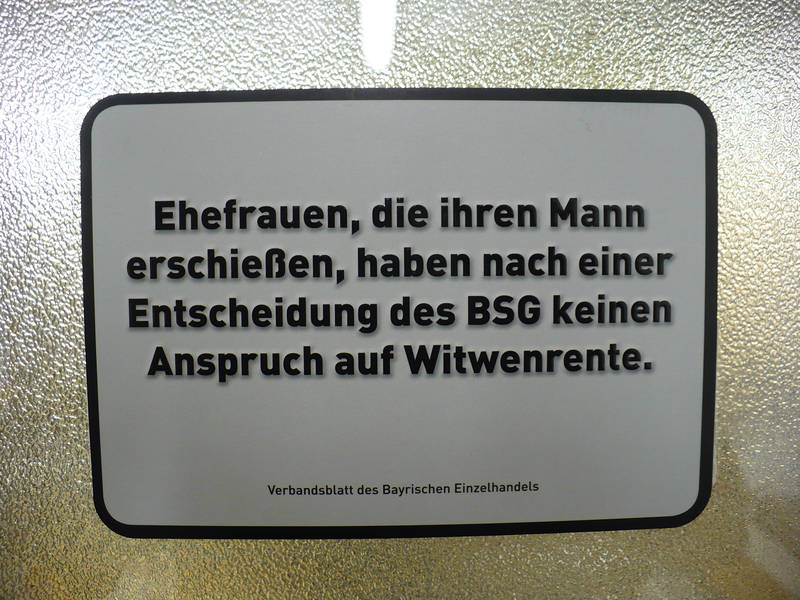 Ehefrauen, die ihren Mann
erschießen, haben nach einer
Entscheidung des BSG keinen
Anspruch auf Witwenrente.
Verbandsblatt des Bayrischen Einzelhandels